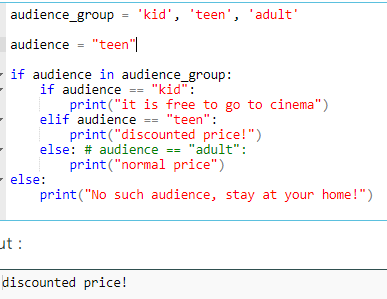 audience_group = 'kid', 'teen', 'adult'
audience = "teen"
if audience in audience_group:
    if audience == "kid":
        print("it is free to go to cinema")
    elif audience == "teen":
        print("discounted price!")
    else: # audience == "adult":
        print("normal price")
else:
    print("No such audience, stay at your home!")
ut :
discounted price!